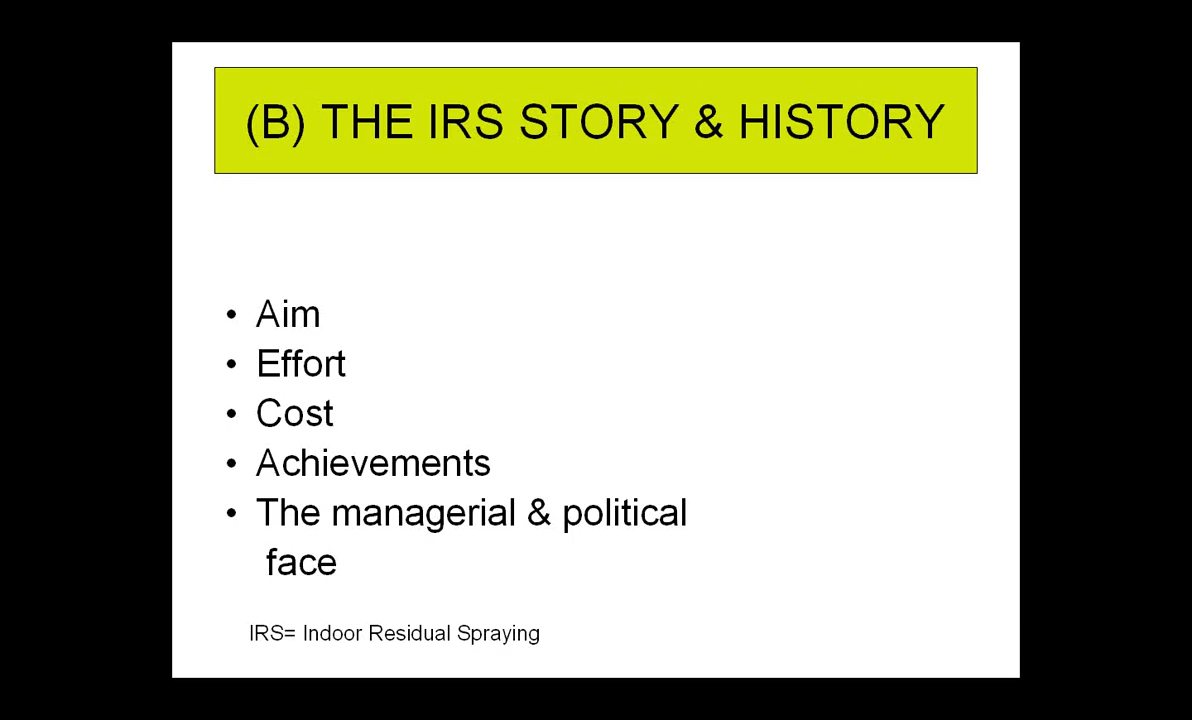 (B) THE IRS STORY & HISTORY
• Aim
• Effort
• Cost
• Achievements
• The managerial & political
face
IRS= Indoor Residual Spraying